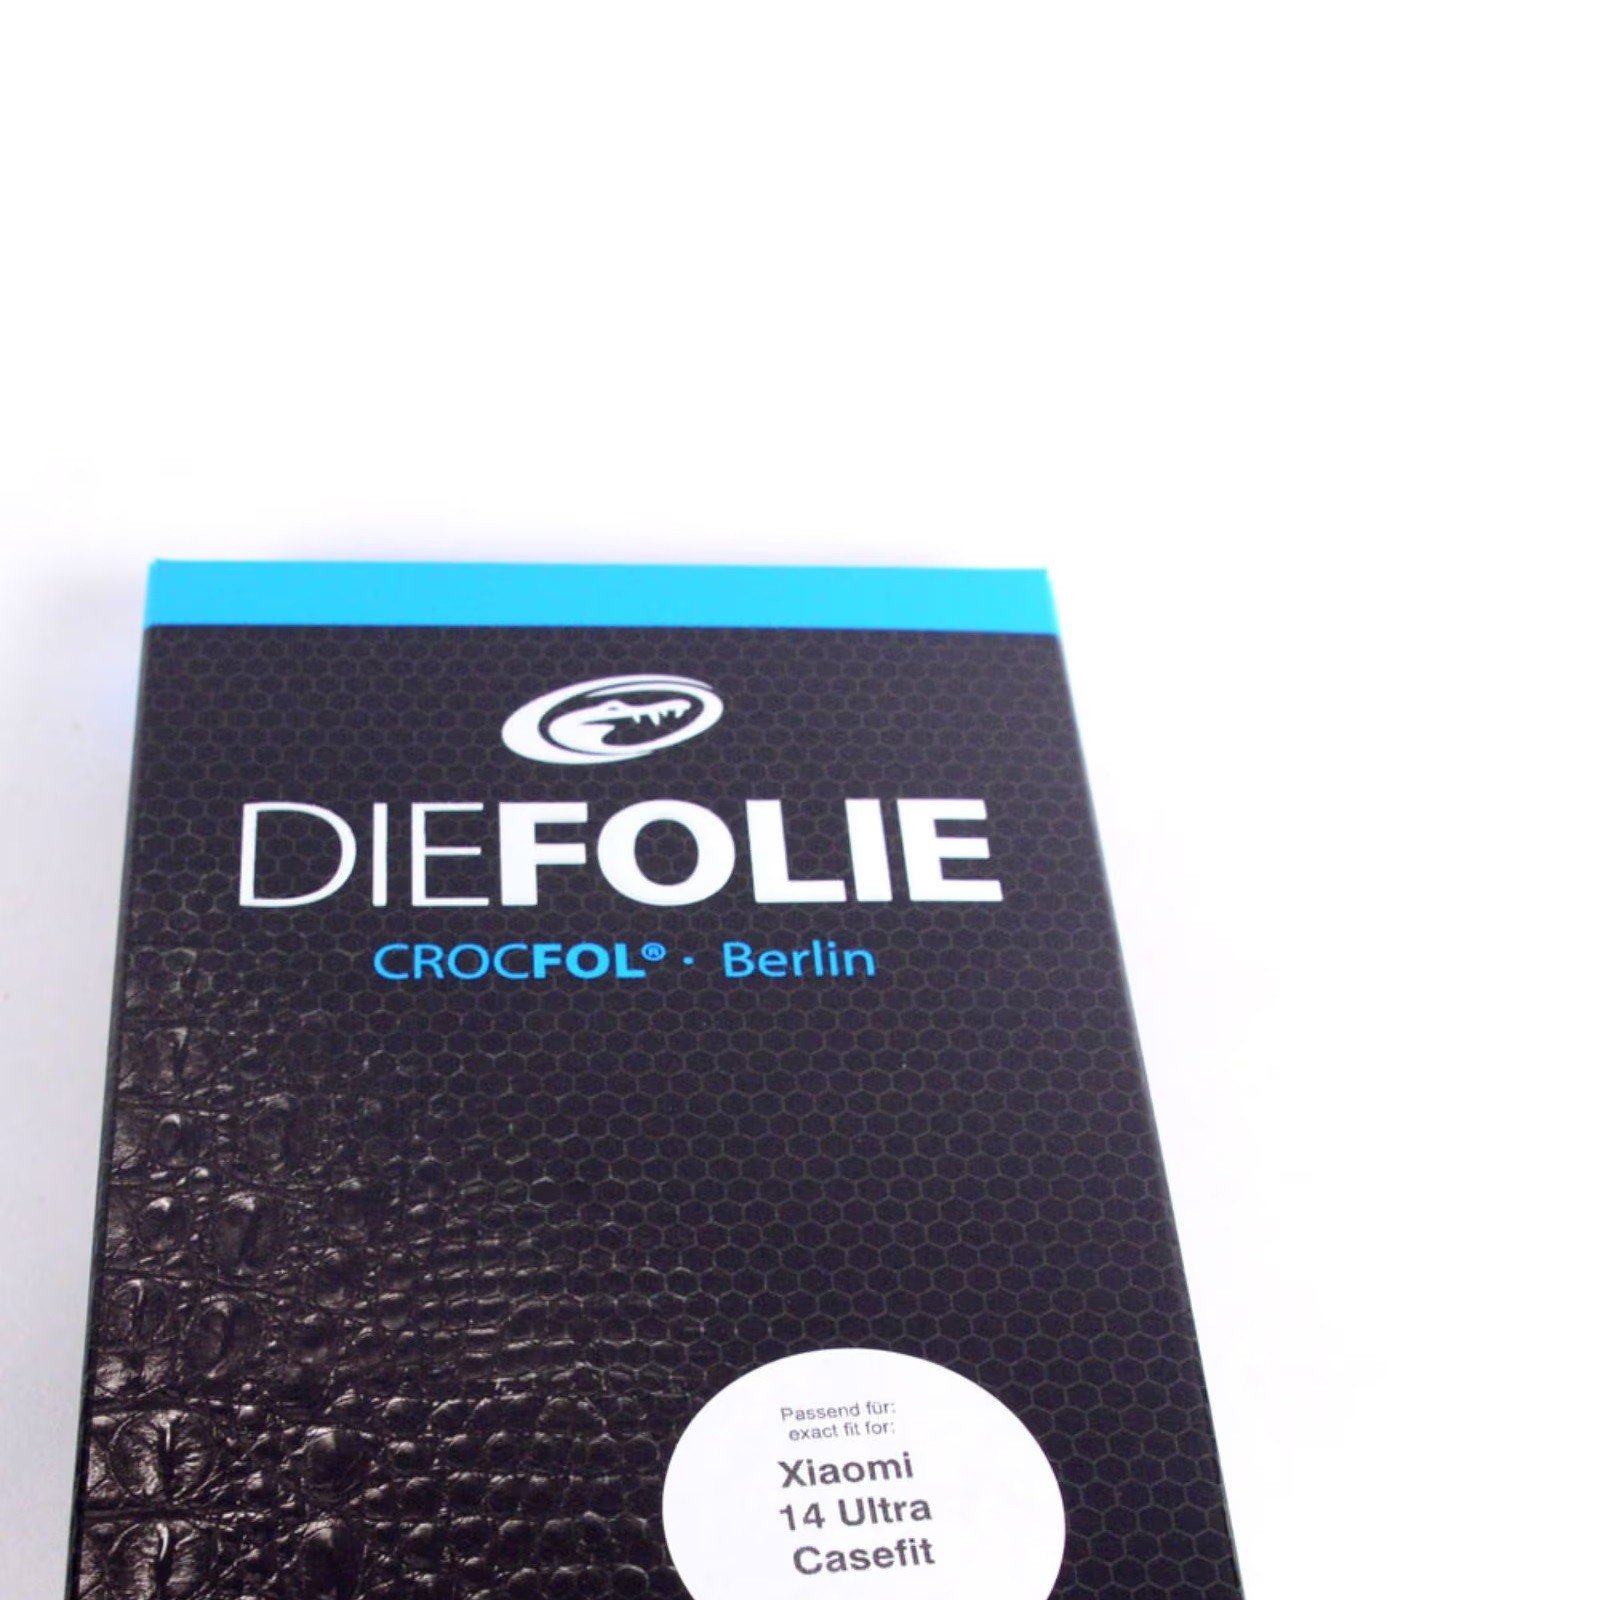 DIEFOLIE
CROCFOL® · Berlin
Passend für:
exact fit for:
Xiaomi
14 Ultra
Casefit